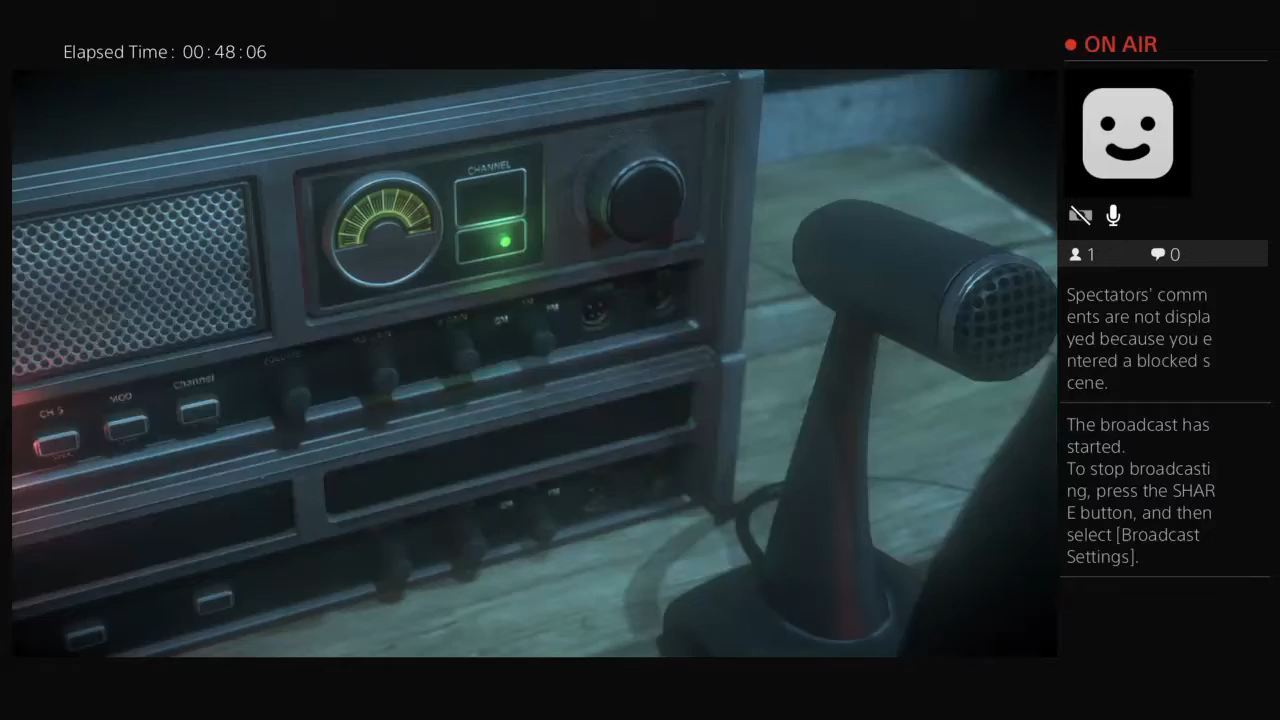 Elapsed Time: 00:48:06
ON AIR
CHANNEL
CH 5
MOD
Channel
VOLUME
1
0
Spectators' comm
ents are not displa
yed because you e
ntered a blocked s
cene.
The broadcast has
started.
To stop broadcasti
ng, press the SHAR
E button, and then
select [Broadcast
Settings].